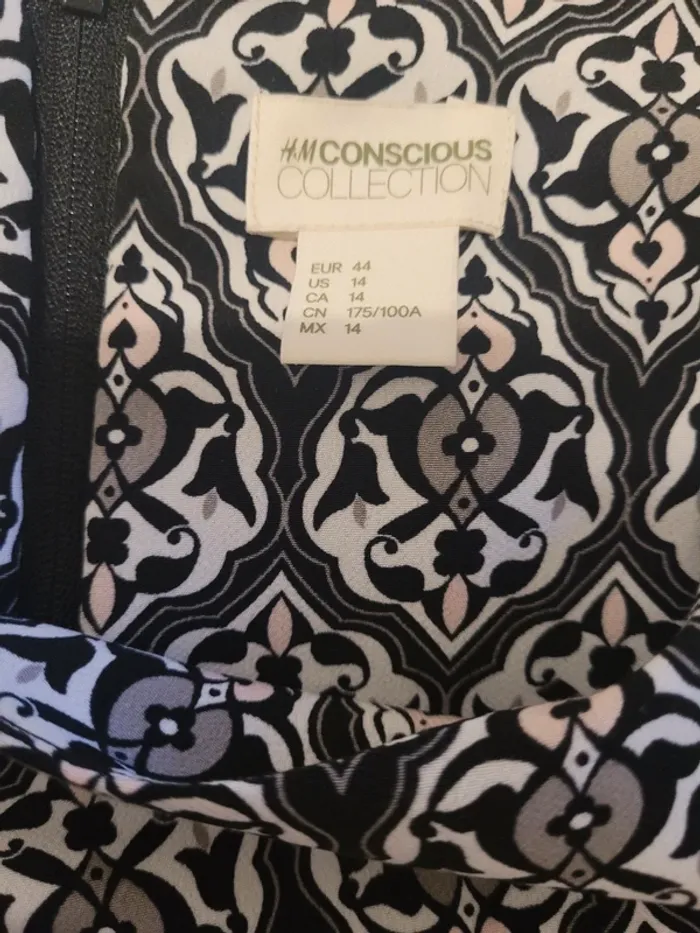 H&M CONSCIOUS
COLLECTION
EUR 44
US 14
CA 14
CN 175/100A
MX 14